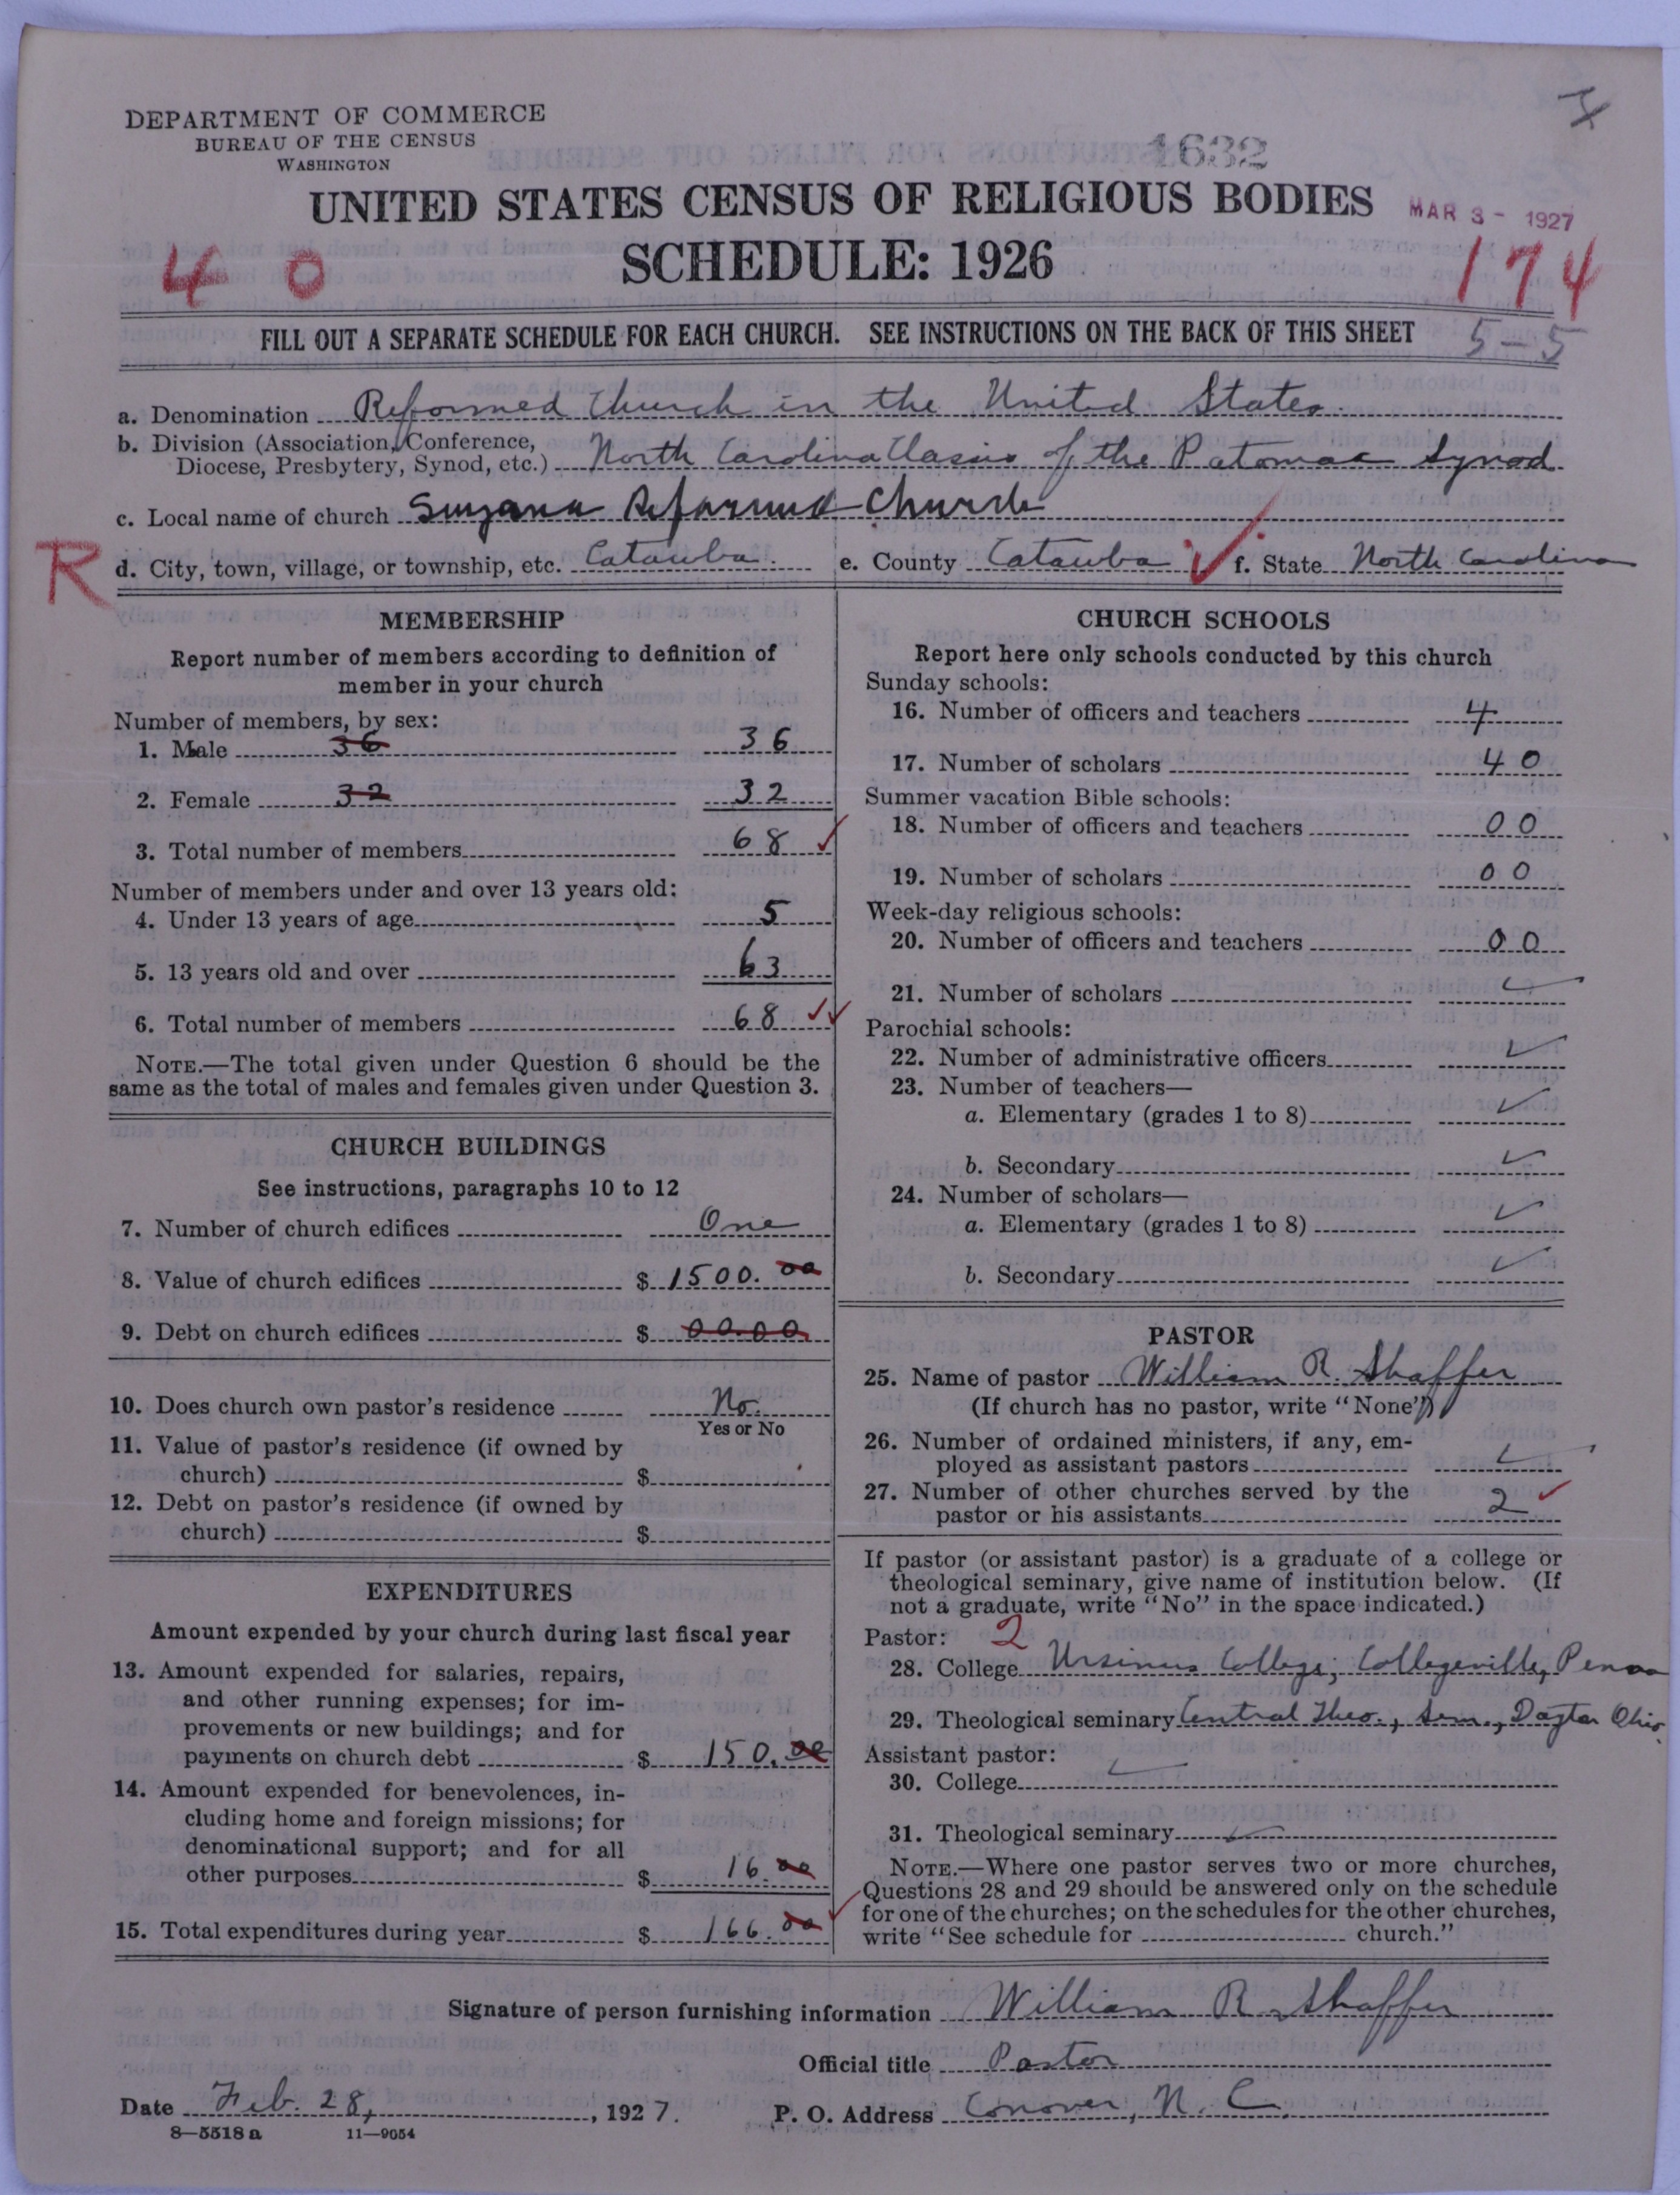 DEPARTMENT OF COMMERCE
BUREAU OF THE CENSUS
WASHINGTON
1632
UNITED STATES CENSUS OF RELIGIOUS BODIES
MAR 3 - 1927
SCHEDULE: 1926
4 0
174
FILL OUT A SEPARATE SCHEDULE FOR EACH CHURCH. SEE INSTRUCTIONS ON THE BACK OF THIS SHEET
5-5
a. Denomination Reformed Church in the United States.
b. Division (Association, Conference, Diocese, Presbytery, Synod, etc.) North Carolina Classis of the Potomac Synod
c. Local name of church Reformed Church
R
d. City, town, village, or township, etc. Catawba. e. County Catawba f. State North Carolina
MEMBERSHIP
Report number of members according to definition of
member in your church
Number of members, by sex:
1. Male 36 36
2. Female 32 32
3. Total number of members 68
Number of members under and over 13 years old:
4. Under 13 years of age 5
5. 13 years old and over 63
6. Total number of members 68
NOTE.—The total given under Question 6 should be the
same as the total of males and females given under Question 3.
CHURCH BUILDINGS
See instructions, paragraphs 10 to 12
7. Number of church edifices One
8. Value of church edifices $ 1500.00
9. Debt on church edifices $ 00.00
10. Does church own pastor's residence No.
Yes or No
11. Value of pastor's residence (if owned by
church) $
12. Debt on pastor's residence (if owned by
church) $
EXPENDITURES
Amount expended by your church during last fiscal year
13. Amount expended for salaries, repairs,
and other running expenses; for im-
provements or new buildings; and for
payments on church debt $ 150.00
14. Amount expended for benevolences, in-
cluding home and foreign missions; for
denominational support; and for all
other purposes $ 16.00
15. Total expenditures during year $ 166.00
CHURCH SCHOOLS
Report here only schools conducted by this church
Sunday schools:
16. Number of officers and teachers 4
17. Number of scholars 40
Summer vacation Bible schools:
18. Number of officers and teachers 00
19. Number of scholars 00
Week-day religious schools:
20. Number of officers and teachers 00
21. Number of scholars
Parochial schools:
22. Number of administrative officers
23. Number of teachers—
a. Elementary (grades 1 to 8)
b. Secondary
24. Number of scholars—
a. Elementary (grades 1 to 8)
b. Secondary
PASTOR
25. Name of pastor William R. Shaffer
(If church has no pastor, write "None")
26. Number of ordained ministers, if any, em-
ployed as assistant pastors
27. Number of other churches served by the
pastor or his assistants 2
If pastor (or assistant pastor) is a graduate of a college or
theological seminary, give name of institution below. (If
not a graduate, write "No" in the space indicated.)
Pastor: 2
28. College Ursinus College, Collegeville, Penna
29. Theological seminary Central Theo., Sem., Dayton Ohio.
Assistant pastor:
30. College
31. Theological seminary
NOTE.—Where one pastor serves two or more churches,
Questions 28 and 29 should be answered only on the schedule
for one of the churches; on the schedules for the other churches,
write "See schedule for church."
Signature of person furnishing information William R. Shaffer
Official title Pastor
Date Feb. 28, , 1927. P. O. Address Conover, N. C.
8—5518 a 11—9054